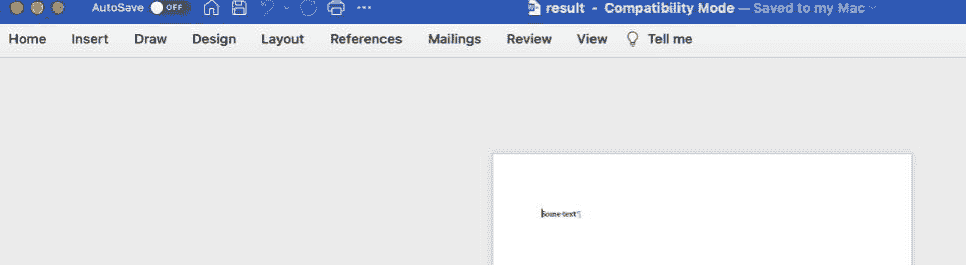 AutoSave OFF result - Compatibility Mode — Saved to my Mac
Home Insert Draw Design Layout References Mailings Review View Tell me
Some·text¶